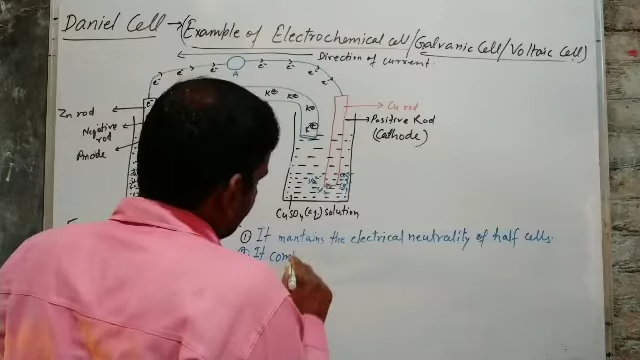 Daniel Cell → (Example of Electrochemical cell/Galvanic Cell/Voltaic Cell)
Direction of current.
e⁻ e⁻ e⁻ A e⁻ e⁻ e⁻
K⊕ K⊕ K⊕
K⊕
Zn rod
Negative rod
Anode
Cu rod
Positive Rod
(Cathode)
CuSO₄(aq.) solution
① It mantains the electrical neutrality of half cells.
② It com